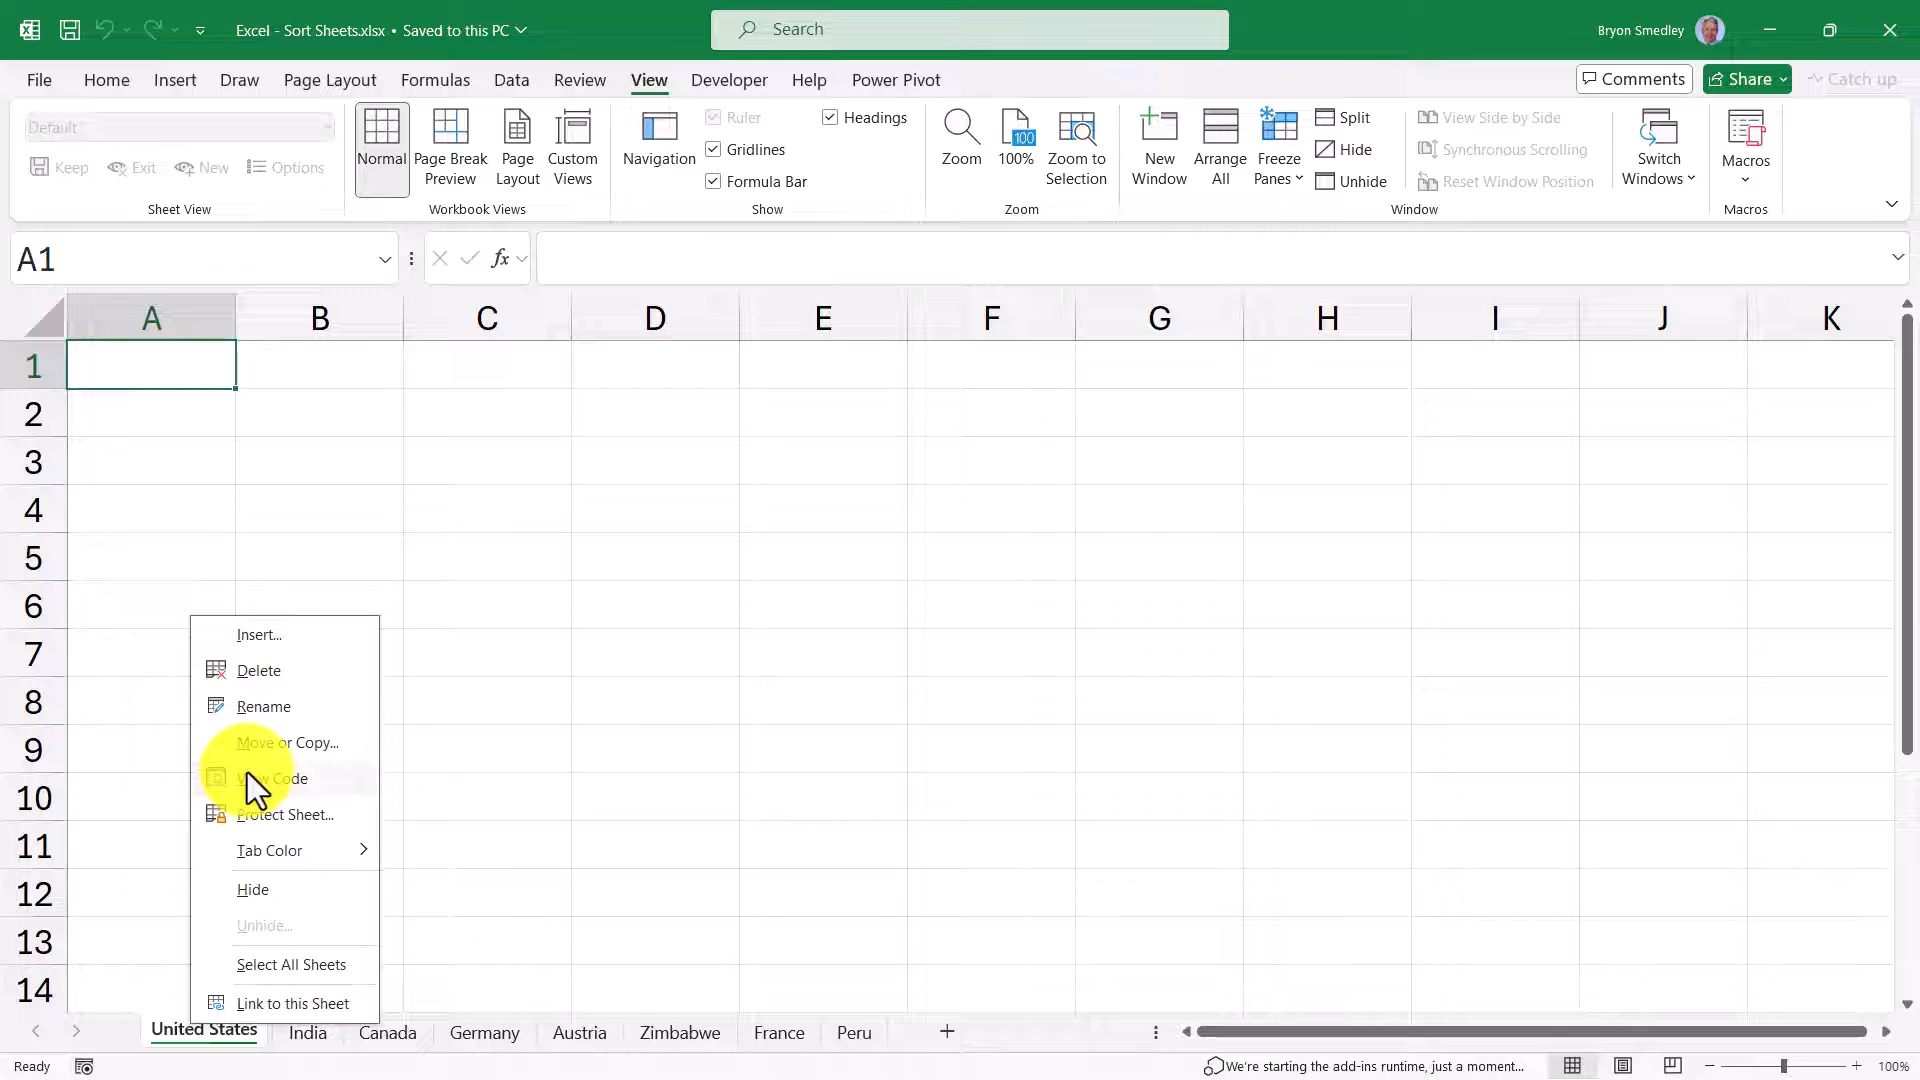 Excel - Sort Sheets.xlsx • Saved to this PC
Search
Bryon Smedley
File Home Insert Draw Page Layout Formulas Data Review View Developer Help Power Pivot
Comments Share Catch up
Default
Keep Exit New Options
Sheet View
Normal
Page Break Preview
Page Layout
Custom Views
Workbook Views
Navigation
Ruler
Gridlines
Formula Bar
Headings
Show
Zoom
100
100%
Zoom to Selection
Zoom
New Window
Arrange All
Freeze Panes
Split
Hide
Unhide
View Side by Side
Synchronous Scrolling
Reset Window Position
Switch Windows
Window
Macros
Macros
A1
fx
A B C D E F G H I J K
1
2
3
4
5
6
7
8
9
10
11
12
13
14
Insert...
Delete
Rename
Move or Copy...
View Code
Protect Sheet...
Tab Color
Hide
Unhide...
Select All Sheets
Link to this Sheet
United States India Canada Germany Austria Zimbabwe France Peru
Ready
We're starting the add-ins runtime, just a moment...
100%